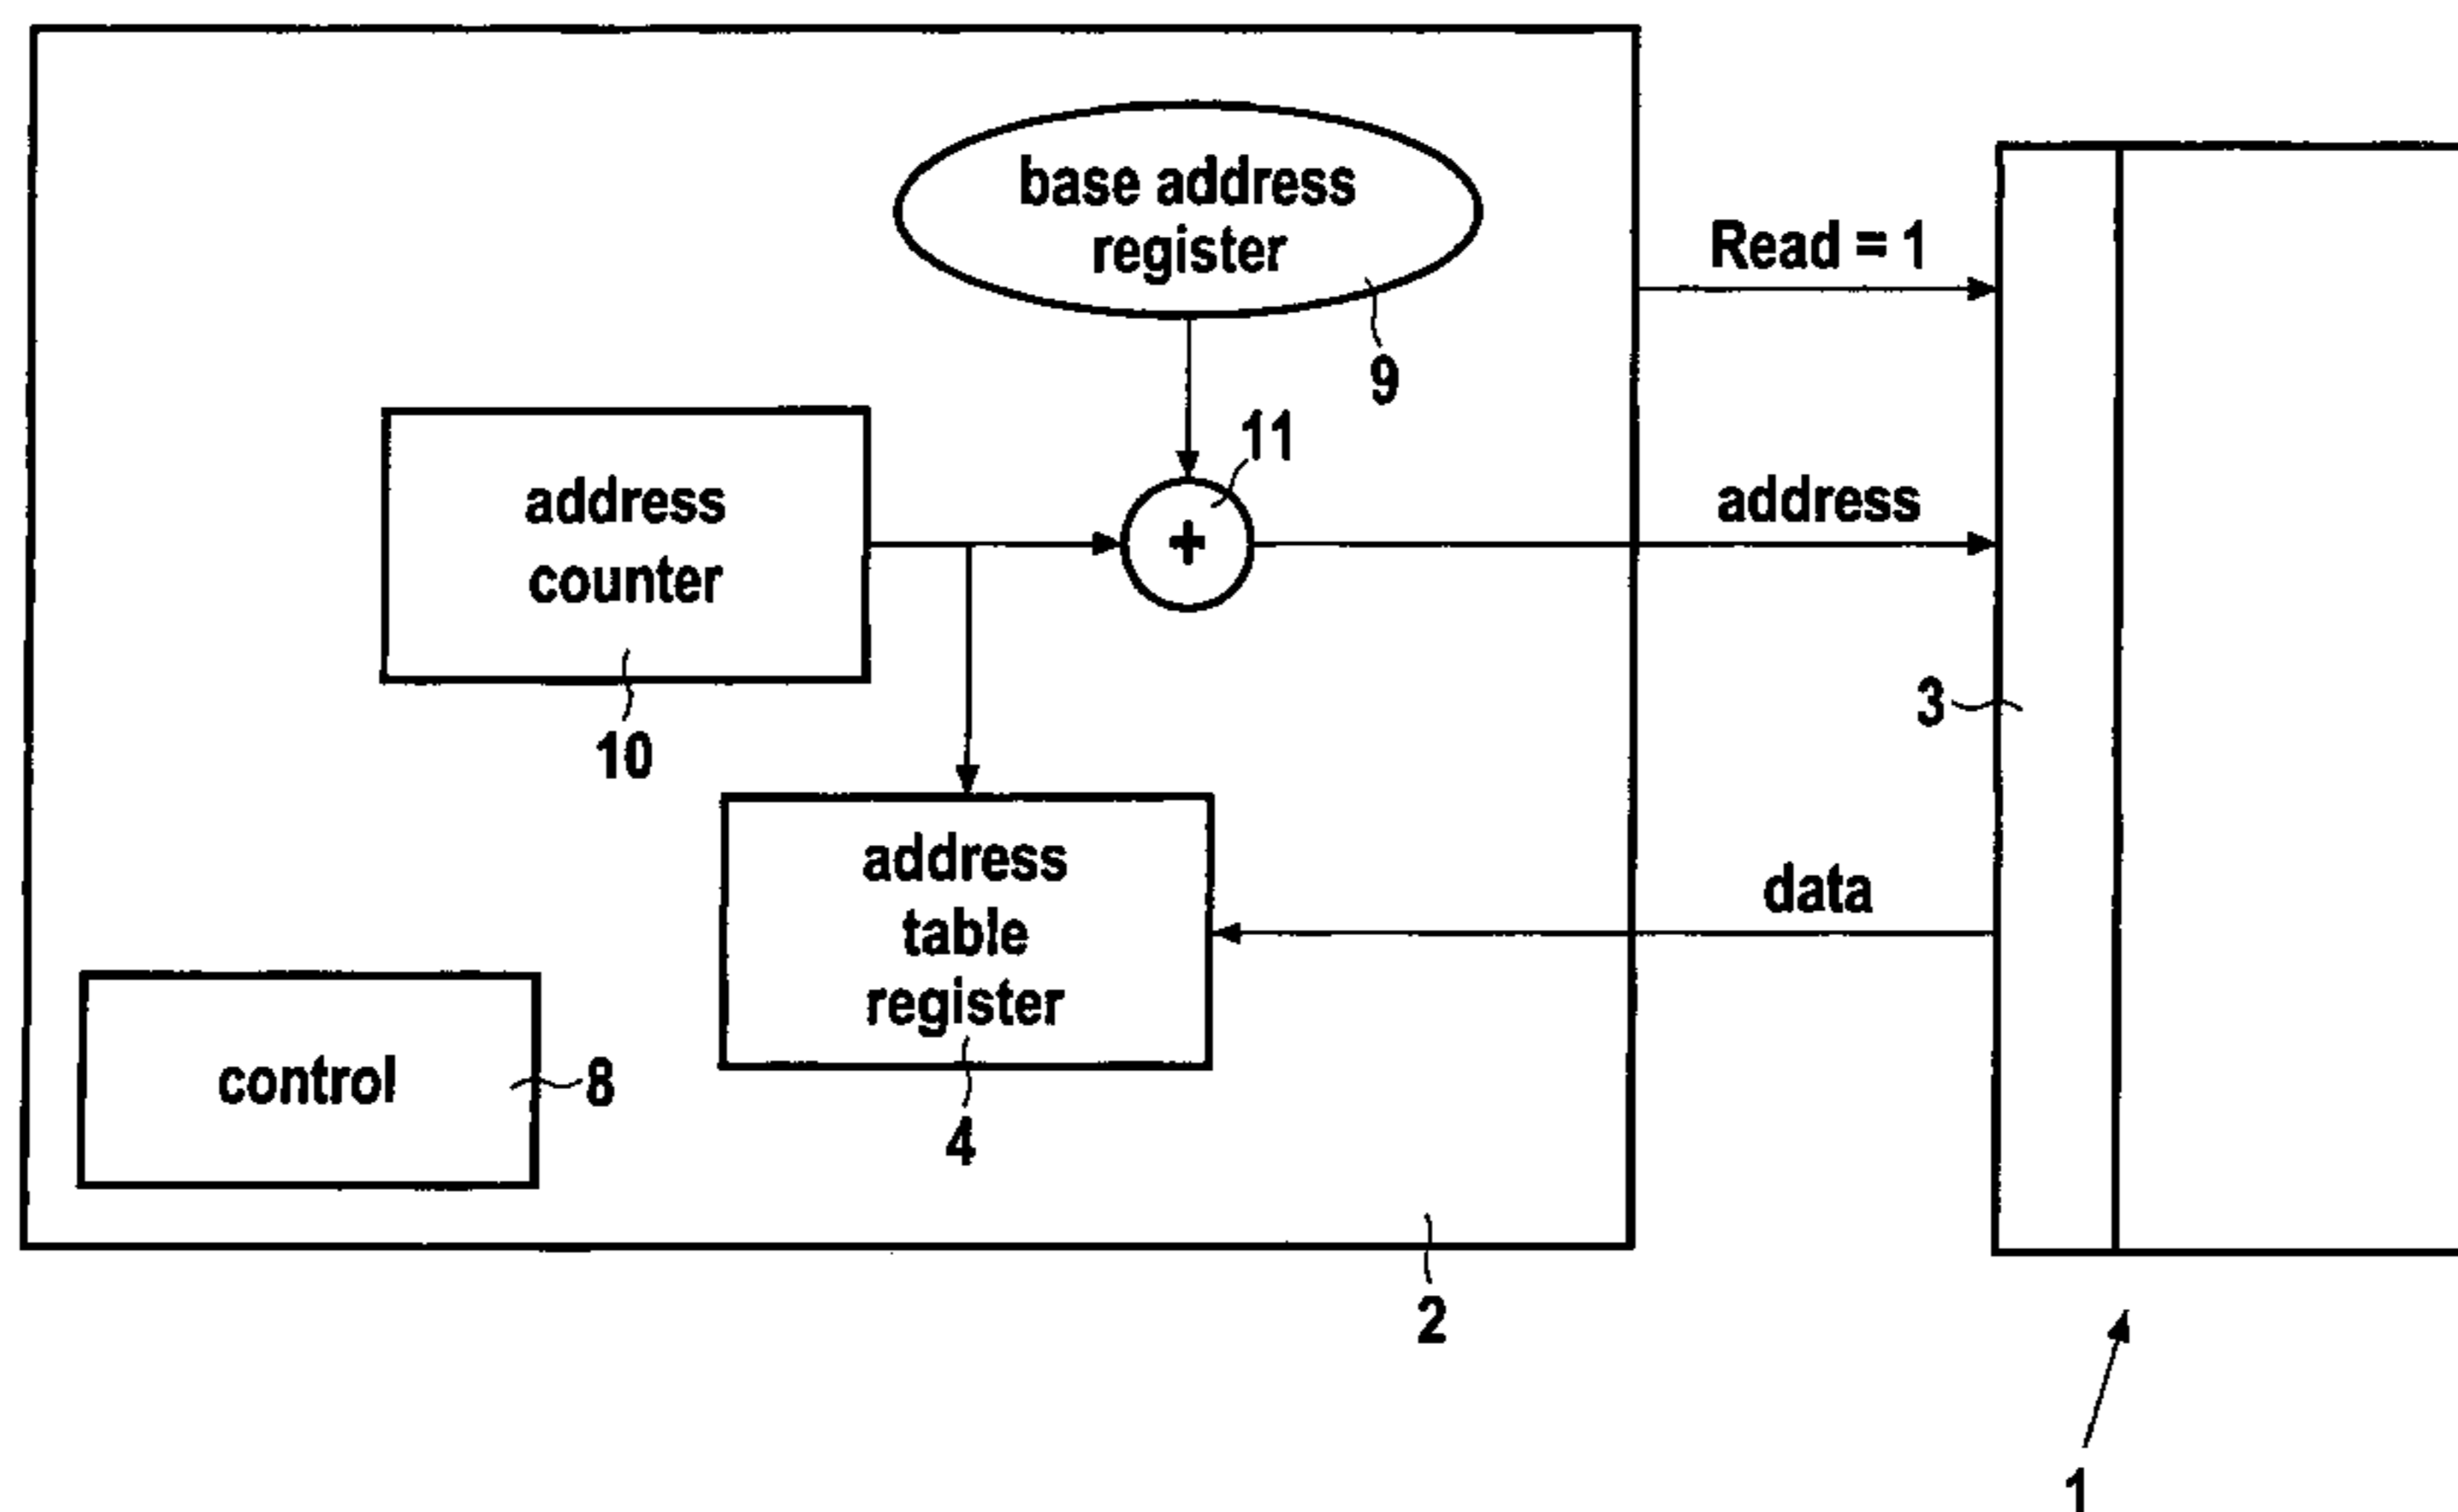 base address
register
Read = 1
9
11
address
counter
+
address
3
10
address
table
register
data
control
8
4
2
1